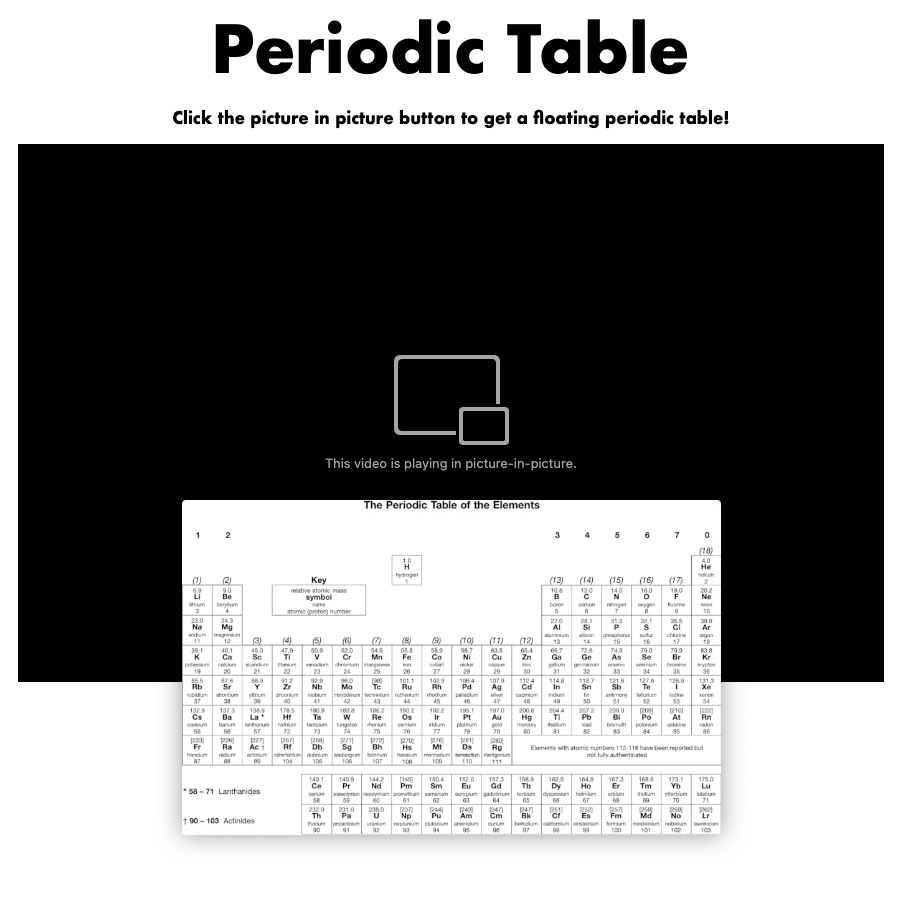 Periodic Table
Click the picture in picture button to get a floating periodic table!
This video is playing in picture-in-picture.
The Periodic Table of the Elements
1 2 3 4 5 6 7 0
(18)
1.0 4.0
H He
hydrogen helium
1 2
(1) (2) Key (13) (14) (15) (16) (17)
6.9 9.0 relative atomic mass 10.8 12.0 14.0 16.0 19.0 20.2
Li Be symbol B C N O F Ne
lithium beryllium name boron carbon nitrogen oxygen fluorine neon
3 4 atomic (proton) number 5 6 7 8 9 10
23.0 24.3 27.0 28.1 31.0 32.1 35.5 39.9
Na Mg Al Si P S Cl Ar
sodium magnesium aluminium silicon phosphorus sulfur chlorine argon
11 12 (3) (4) (5) (6) (7) (8) (9) (10) (11) (12) 13 14 15 16 17 18
39.1 40.1 45.0 47.9 50.9 52.0 54.9 55.8 58.9 58.7 63.5 65.4 69.7 72.6 74.9 79.0 79.9 83.8
K Ca Sc Ti V Cr Mn Fe Co Ni Cu Zn Ga Ge As Se Br Kr
potassium calcium scandium titanium vanadium chromium manganese iron cobalt nickel copper zinc gallium germanium arsenic selenium bromine krypton
19 20 21 22 23 24 25 26 27 28 29 30 31 32 33 34 35 36
85.5 87.6 88.9 91.2 92.9 96.0 [98] 101.1 102.9 106.4 107.9 112.4 114.8 118.7 121.8 127.6 126.9 131.3
Rb Sr Y Zr Nb Mo Tc Ru Rh Pd Ag Cd In Sn Sb Te I Xe
rubidium strontium yttrium zirconium niobium molybdenum technetium ruthenium rhodium palladium silver cadmium indium tin antimony tellurium iodine xenon
37 38 39 40 41 42 43 44 45 46 47 48 49 50 51 52 53 54
132.9 137.3 138.9 178.5 180.9 183.8 186.2 190.2 192.2 195.1 197.0 200.6 204.4 207.2 209.0 [209] [210] [222]
Cs Ba La * Hf Ta W Re Os Ir Pt Au Hg Tl Pb Bi Po At Rn
caesium barium lanthanum hafnium tantalum tungsten rhenium osmium iridium platinum gold mercury thallium lead bismuth polonium astatine radon
55 56 57 72 73 74 75 76 77 78 79 80 81 82 83 84 85 86
[223] [226] [227] [267] [268] [271] [272] [270] [276] [281] [280]
Fr Ra Ac † Rf Db Sg Bh Hs Mt Ds Rg Elements with atomic numbers 112-116 have been reported but
francium radium actinium rutherfordium dubnium seaborgium bohrium hassium meitnerium darmstadtium roentgenium not fully authenticated
87 88 89 104 105 106 107 108 109 110 111
140.1 140.9 144.2 [145] 150.4 152.0 157.3 158.9 162.5 164.9 167.3 168.9 173.1 175.0
* 58 – 71 Lanthanides Ce Pr Nd Pm Sm Eu Gd Tb Dy Ho Er Tm Yb Lu
cerium praseodymium neodymium promethium samarium europium gadolinium terbium dysprosium holmium erbium thulium ytterbium lutetium
58 59 60 61 62 63 64 65 66 67 68 69 70 71
232.0 231.0 238.0 [237] [244] [243] [247] [247] [251] [252] [257] [258] [259] [262]
† 90 – 103 Actinides Th Pa U Np Pu Am Cm Bk Cf Es Fm Md No Lr
thorium protactinium uranium neptunium plutonium americium curium berkelium californium einsteinium fermium mendelevium nobelium lawrencium
90 91 92 93 94 95 96 97 98 99 100 101 102 103